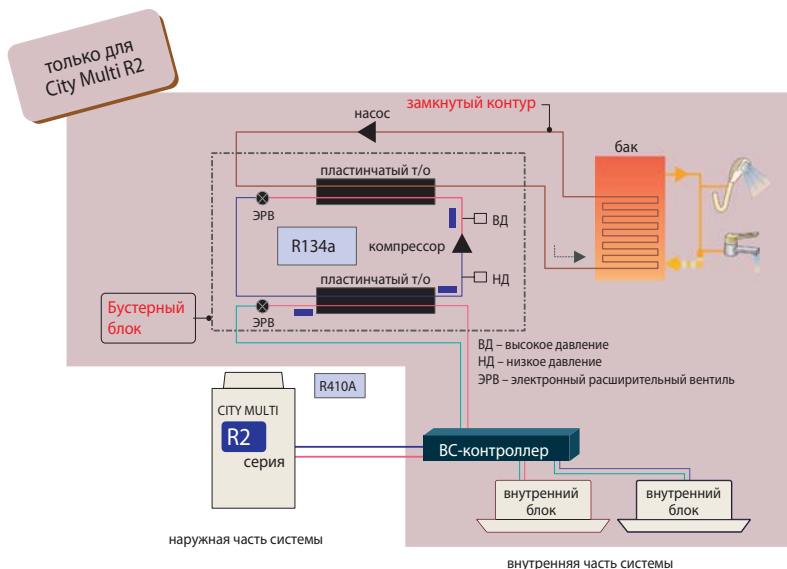 только для
City Multi R2
замкнутый контур
насос
бак
пластинчатый т/о
ЭРВ
ВД
R134a
компрессор
НД
пластинчатый т/о
ЭРВ
Бустерный
блок
ВД – высокое давление
НД – низкое давление
ЭРВ – электронный расширительный вентиль
R410A
CITY MULTI
R2
серия
BC-контроллер
внутренний
блок
внутренний
блок
наружная часть системы
внутренняя часть системы